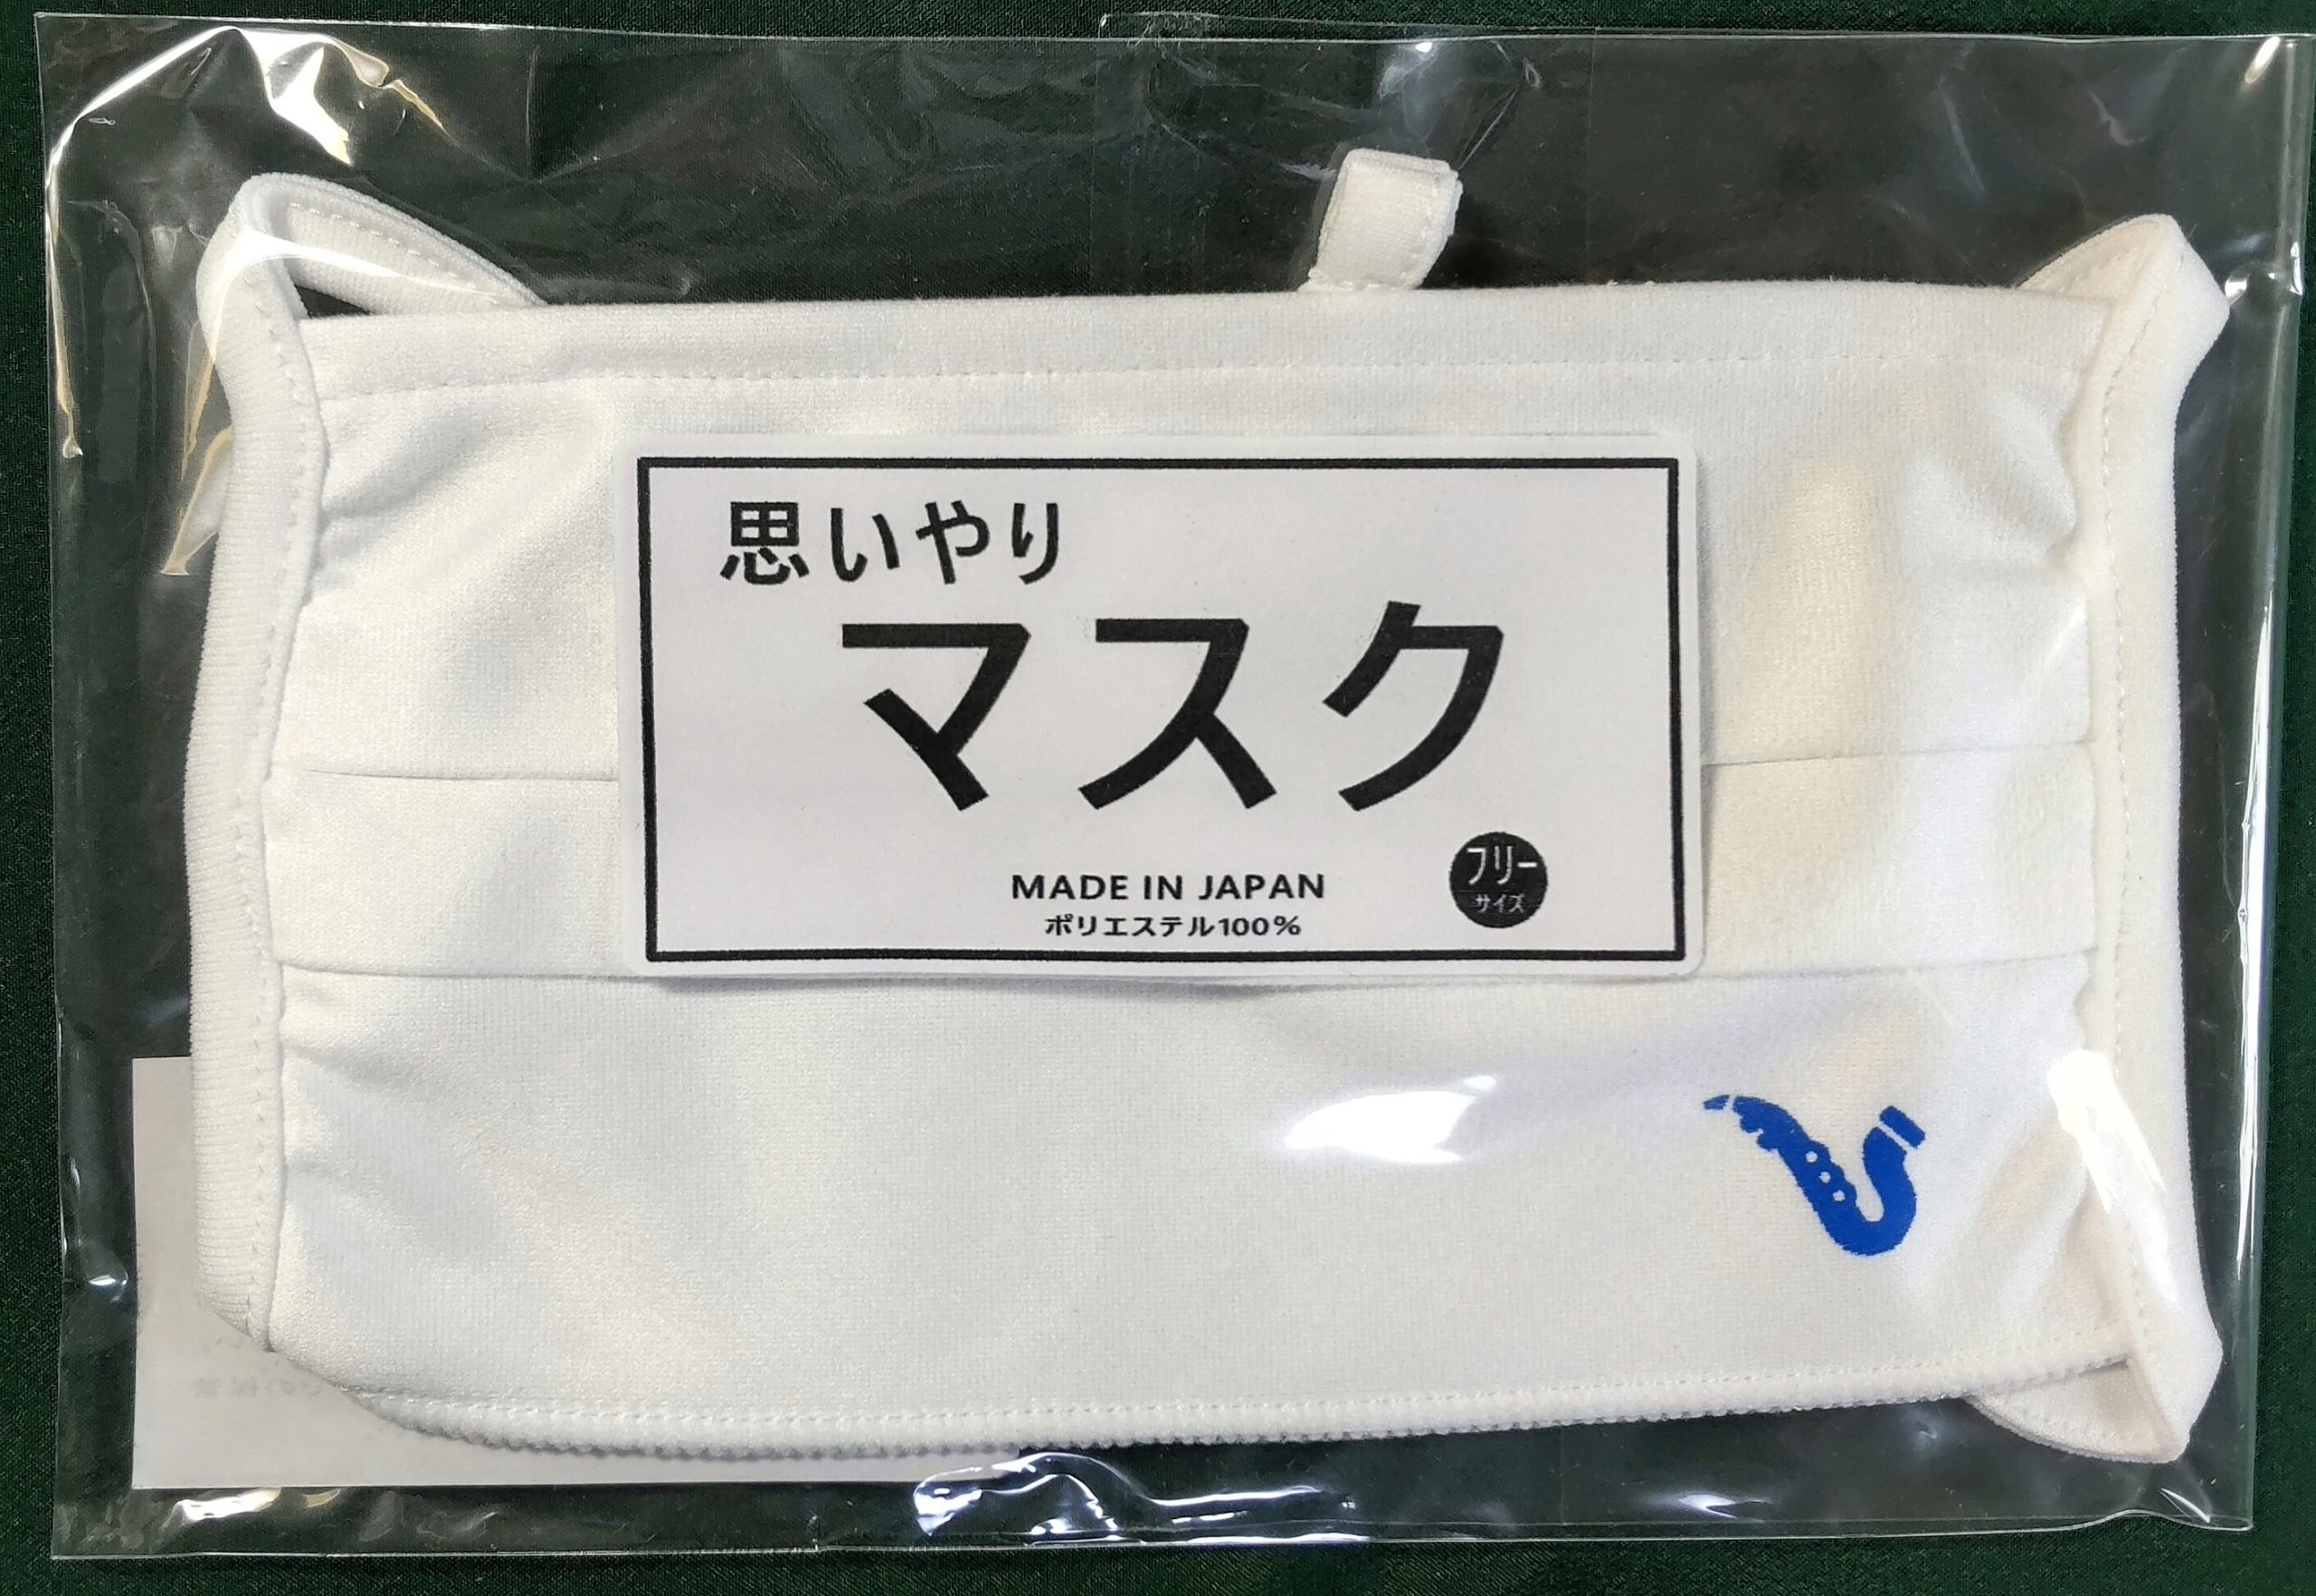 思いやり
マスク
MADE IN JAPAN
ポリエステル100%
フリー
サイズ